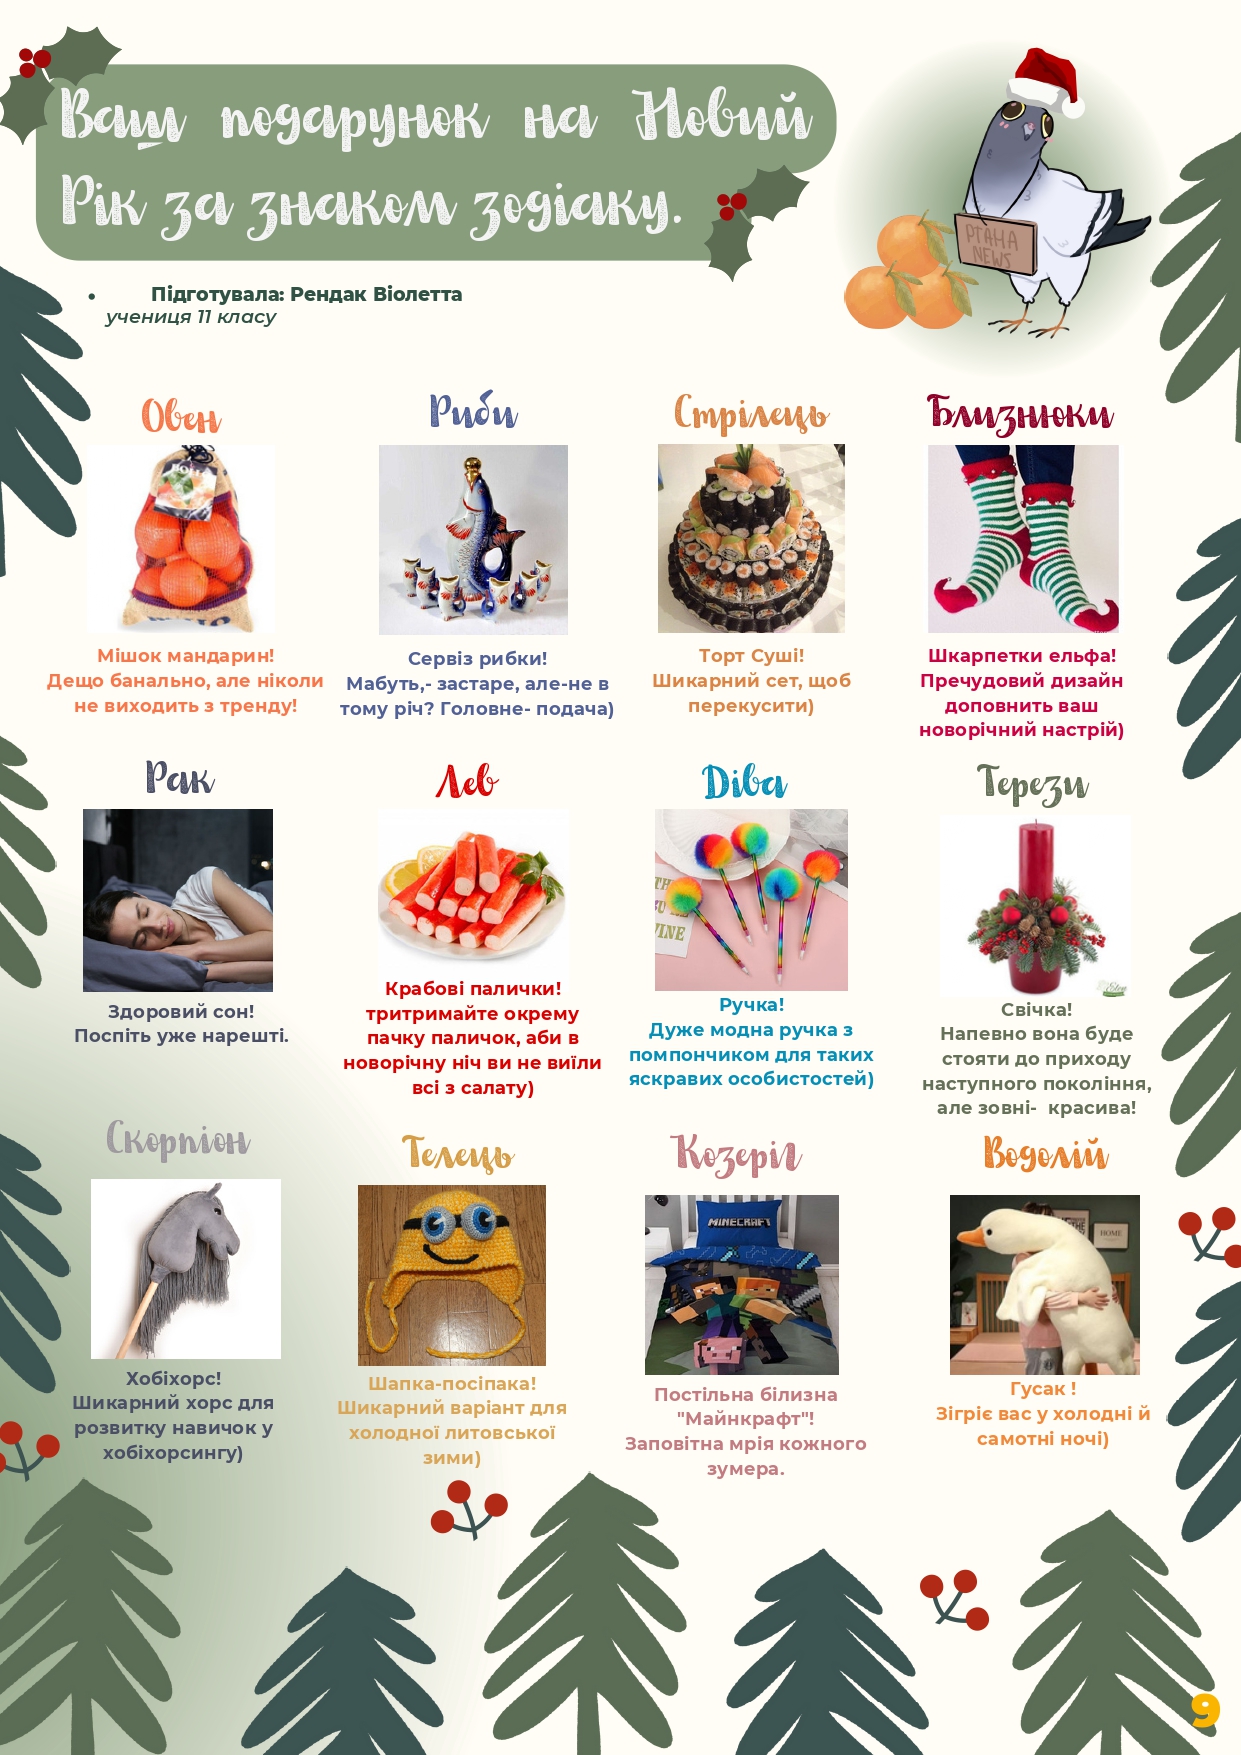 Ваш подарунок на Новий
Рік за знаком зодіаку.
РТАНА
NEWS
• Підготувала: Рендак Віолетта
учениця 11 класу
Овен
Мішок мандарин!
Дещо банально, але ніколи
не виходить з тренду!
Риби
Сервіз рибки!
Мабуть,- застаре, але-не в
тому річ? Головне- подача)
Стрілець
Торт Суші!
Шикарний сет, щоб
перекусити)
Близнюки
Шкарпетки ельфа!
Пречудовий дизайн
доповнить ваш
новорічний настрій)
Рак
Здоровий сон!
Поспіть уже нарешті.
Лев
Крабові палички!
тритримайте окрему
пачку паличок, аби в
новорічну ніч ви не виїли
всі з салату)
Діва
Ручка!
Дуже модна ручка з
помпончиком для таких
яскравих особистостей)
Терези
Свічка!
Напевно вона буде
стояти до приходу
наступного покоління,
але зовні- красива!
Скорпіон
Хобіхорс!
Шикарний хорс для
розвитку навичок у
хобіхорсингу)
Телець
Шапка-посіпака!
Шикарний варіант для
холодної литовської
зими)
Козеріг
MINECRAFT
Постільна білизна
"Майнкрафт"!
Заповітна мрія кожного
зумера.
Водолій
HOME
Гусак !
Зігріє вас у холодні й
самотні ночі)
9